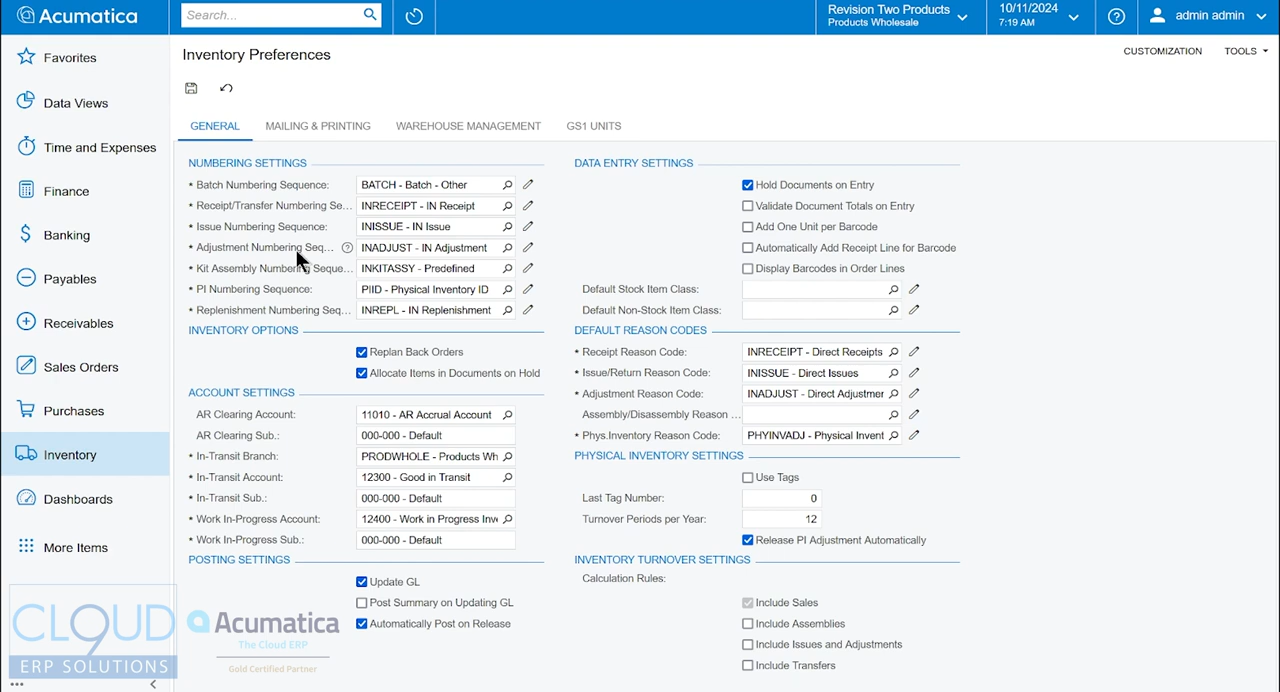 Acumatica
Search...
Revision Two Products
Products Wholesale
10/11/2024
7:19 AM
admin admin
Favorites
Data Views
Time and Expenses
Finance
Banking
Payables
Receivables
Sales Orders
Purchases
Inventory
Dashboards
More Items
Inventory Preferences
CUSTOMIZATION
TOOLS
GENERAL
MAILING & PRINTING
WAREHOUSE MANAGEMENT
GS1 UNITS
NUMBERING SETTINGS
* Batch Numbering Sequence: BATCH - Batch - Other
* Receipt/Transfer Numbering Se... INRECEIPT - IN Receipt
* Issue Numbering Sequence: INISSUE - IN Issue
* Adjustment Numbering Seq... INADJUST - IN Adjustment
* Kit Assembly Numbering Seque... INKITASSY - Predefined
* PI Numbering Sequence: PIID - Physical Inventory ID
* Replenishment Numbering Seq... INREPL - IN Replenishment
INVENTORY OPTIONS
Replan Back Orders
Allocate Items in Documents on Hold
ACCOUNT SETTINGS
AR Clearing Account: 11010 - AR Accrual Account
AR Clearing Sub.: 000-000 - Default
* In-Transit Branch: PRODWHOLE - Products Wh
* In-Transit Account: 12300 - Good in Transit
* In-Transit Sub.: 000-000 - Default
* Work In-Progress Account: 12400 - Work in Progress Inv
* Work In-Progress Sub.: 000-000 - Default
POSTING SETTINGS
Update GL
Post Summary on Updating GL
Automatically Post on Release
DATA ENTRY SETTINGS
Hold Documents on Entry
Validate Document Totals on Entry
Add One Unit per Barcode
Automatically Add Receipt Line for Barcode
Display Barcodes in Order Lines
Default Stock Item Class:
Default Non-Stock Item Class:
DEFAULT REASON CODES
* Receipt Reason Code: INRECEIPT - Direct Receipts
* Issue/Return Reason Code: INISSUE - Direct Issues
* Adjustment Reason Code: INADJUST - Direct Adjustmer
Assembly/Disassembly Reason ...
* Phys.Inventory Reason Code: PHYINVADJ - Physical Invent
PHYSICAL INVENTORY SETTINGS
Use Tags
Last Tag Number: 0
Turnover Periods per Year: 12
Release PI Adjustment Automatically
INVENTORY TURNOVER SETTINGS
Calculation Rules:
Include Sales
Include Assemblies
Include Issues and Adjustments
Include Transfers
CLOUD 9
ERP SOLUTIONS
Acumatica
The Cloud ERP
Gold Certified Partner